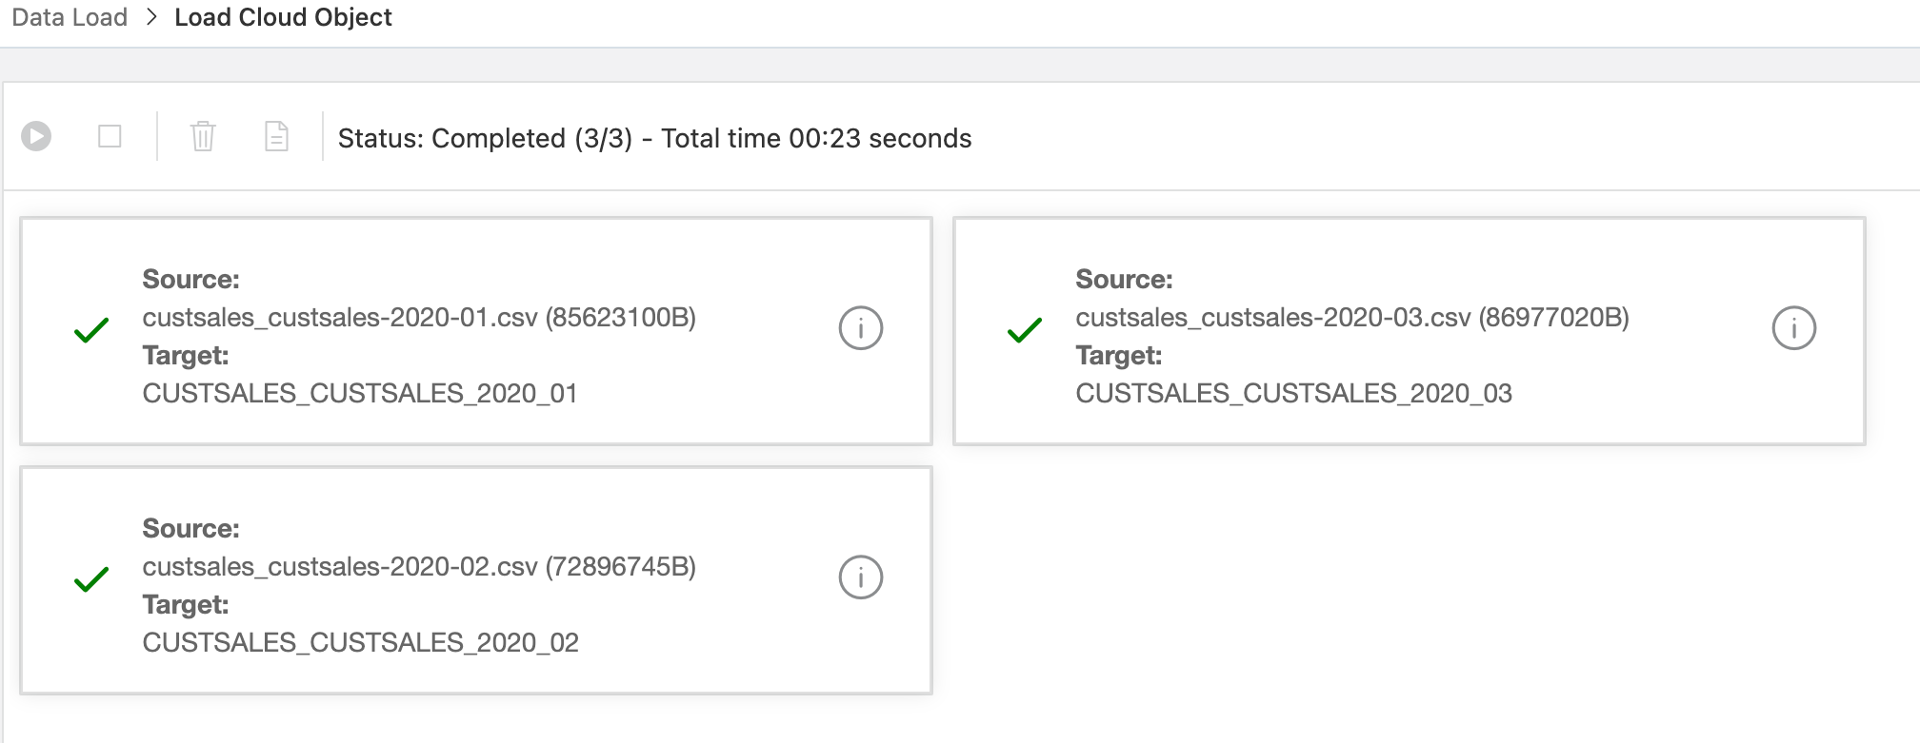 Data Load > Load Cloud Object
Status: Completed (3/3) - Total time 00:23 seconds
Source:
custsales_custsales-2020-01.csv (85623100B)
Target:
CUSTSALES_CUSTSALES_2020_01
Source:
custsales_custsales-2020-03.csv (86977020B)
Target:
CUSTSALES_CUSTSALES_2020_03
Source:
custsales_custsales-2020-02.csv (72896745B)
Target:
CUSTSALES_CUSTSALES_2020_02